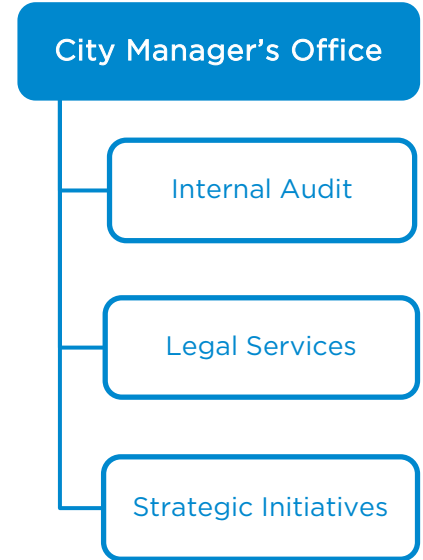 City Manager’s Office
Internal Audit
Legal Services
Strategic Initiatives